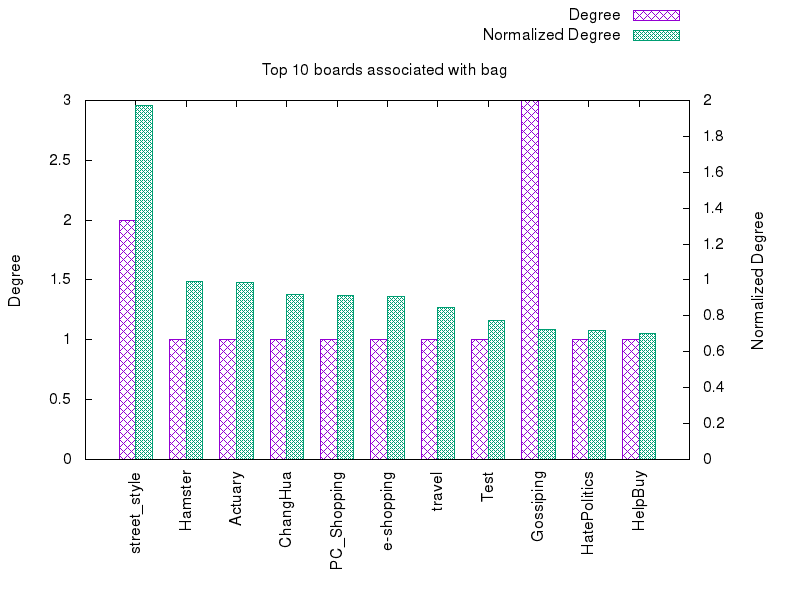 Degree
Normalized Degree
Top 10 boards associated with bag
3
2.5
2
1.5
1
0.5
0
2
1.8
1.6
1.4
1.2
1
0.8
0.6
0.4
0.2
0
Degree
Normalized Degree
street_style
Hamster
Actuary
ChangHua
PC_Shopping
e-shopping
travel
Test
Gossiping
HatePolitics
HelpBuy